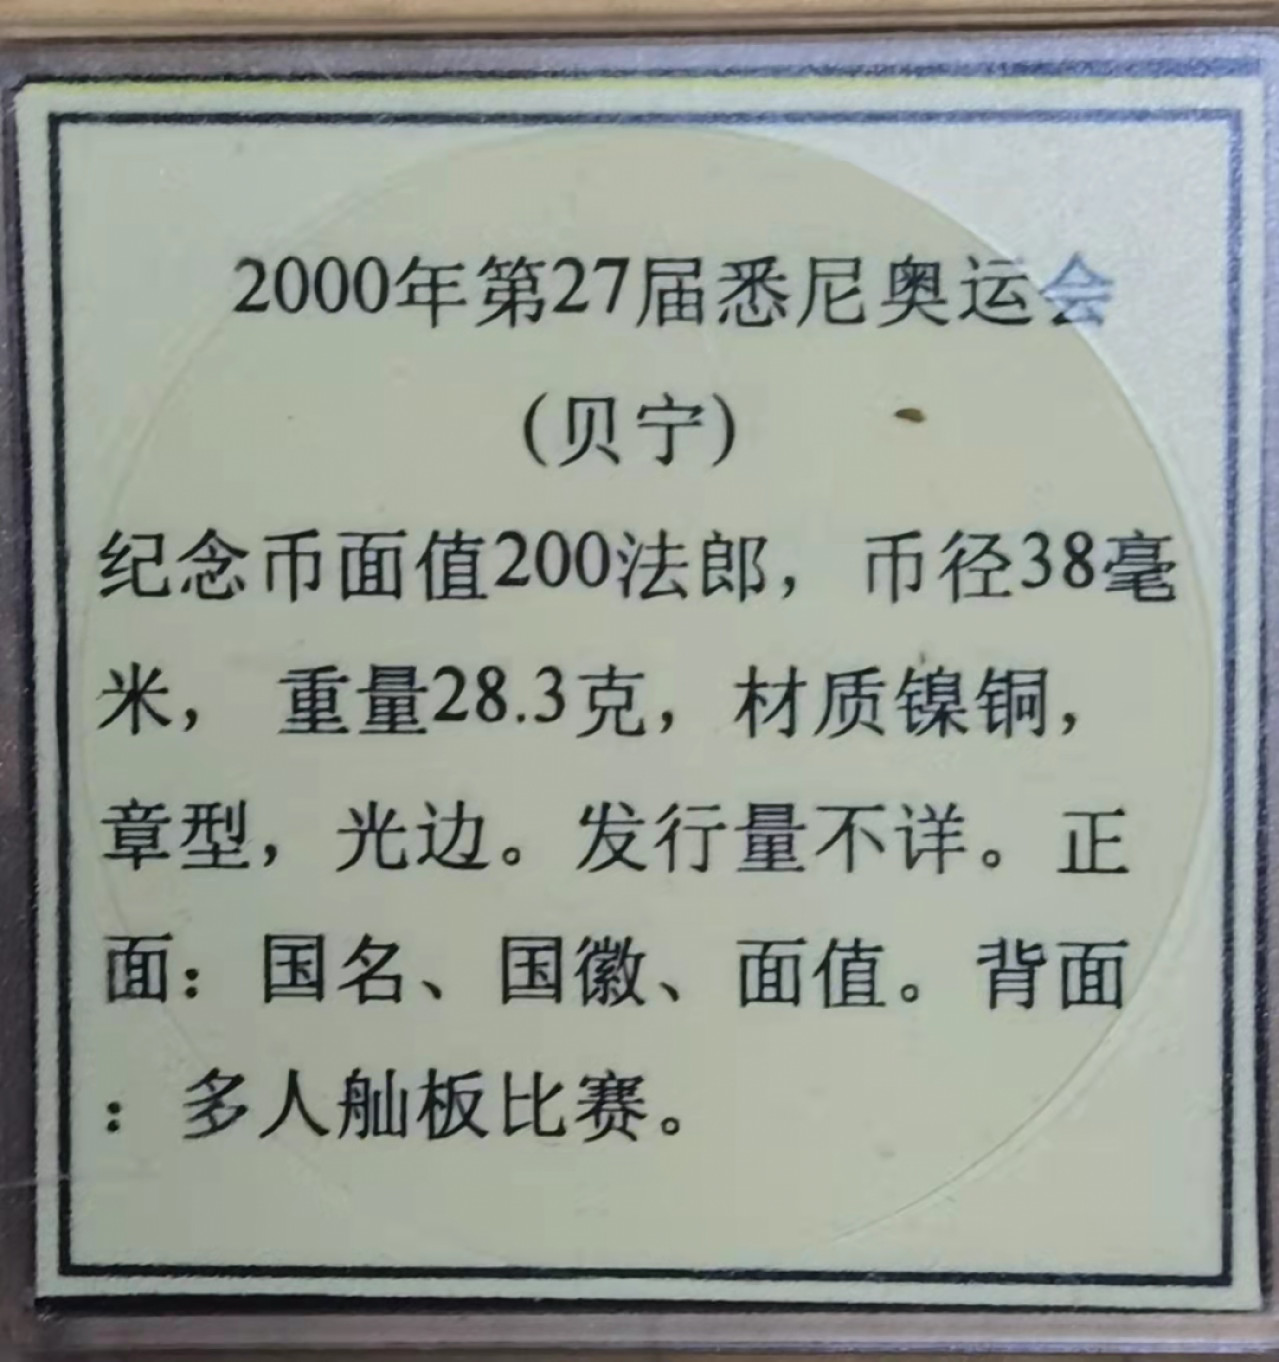 2000年第27届悉尼奥运会
(贝宁)
纪念币面值200法郎，币径38毫
米，重量28.3克，材质镍铜，
章型，光边。发行量不详。正
面：国名、国徽、面值。背面
：多人舢板比赛。